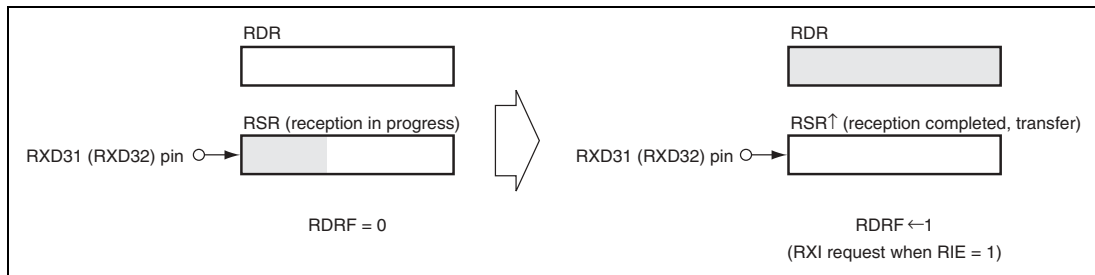 RDR
RSR (reception in progress)
RXD31 (RXD32) pin
RDRF = 0
RDR
RSR↑ (reception completed, transfer)
RXD31 (RXD32) pin
RDRF ←1
(RXI request when RIE = 1)